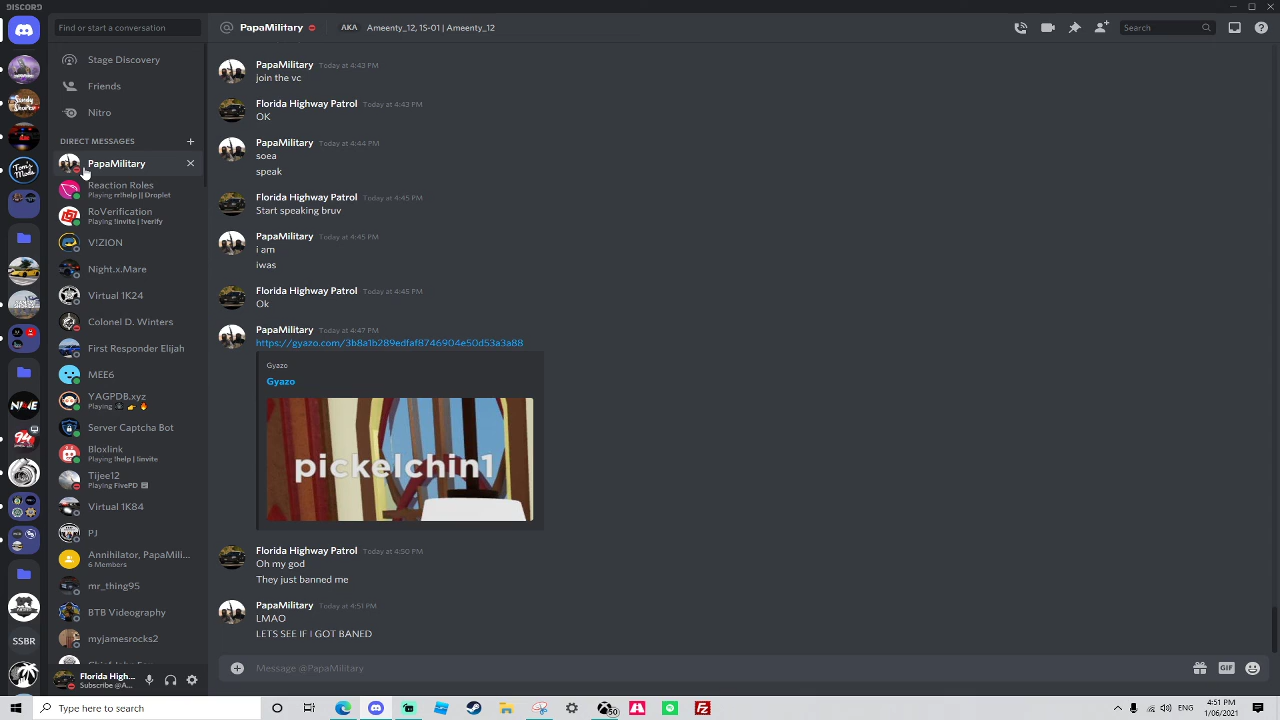 DISCORD
Find or start a conversation
PapaMilitary
AKA
Ameenty_12, 1S-01 | Ameenty_12
Search
Stage Discovery
Friends
Nitro
DIRECT MESSAGES
PapaMilitary
Reaction Roles
Playing rr!help || Droplet
RoVerification
Playing !invite | !verify
V!ZION
Night.x.Mare
Virtual 1K24
Colonel D. Winters
First Responder Elijah
MEE6
YAGPDB.xyz
Playing
Server Captcha Bot
Bloxlink
Playing !help | !invite
Tijee12
Playing FivePD
Virtual 1K84
PJ
Annihilator, PapaMili...
6 Members
mr_thing95
BTB Videography
myjamesrocks2
Florida High...
Subscribe @A...
SSBR
PapaMilitary Today at 4:43 PM
join the vc
Florida Highway Patrol Today at 4:43 PM
OK
PapaMilitary Today at 4:44 PM
soea
speak
Florida Highway Patrol Today at 4:45 PM
Start speaking bruv
PapaMilitary Today at 4:45 PM
i am
iwas
Florida Highway Patrol Today at 4:45 PM
Ok
PapaMilitary Today at 4:47 PM
https://gyazo.com/3b8a1b289edfaf8746904e50d53a3a88
Gyazo
Gyazo
pickelchin1
Florida Highway Patrol Today at 4:50 PM
Oh my god
They just banned me
PapaMilitary Today at 4:51 PM
LMAO
LETS SEE IF I GOT BANED
Message @PapaMilitary
GIF
Type here to search
ENG
4:51 PM
1/06/2021